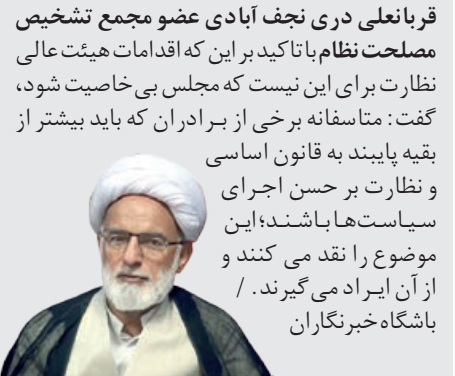 قربانعلی دری نجف آبادی عضو مجمع تشخیص
مصلحت نظام با تاکید بر این که اقدامات هیئت عالی
نظارت برای این نیست که مجلس بی خاصیت شود،
گفت: متاسفانه برخی از برادران که باید بیشتر از
بقیه پایبند به قانون اساسی
و نظارت بر حسن اجرای
سیاست‌ها باشند؛ این
موضوع را نقد می کنند و
از آن ایراد می گیرند. /
باشگاه خبرنگاران